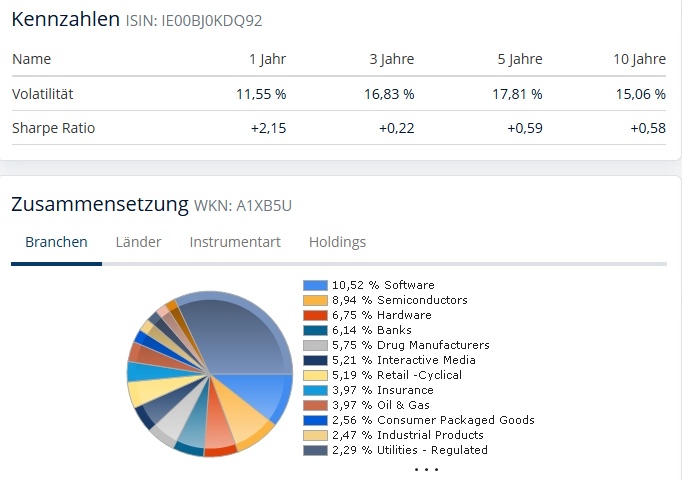 Kennzahlen ISIN: IE00BJ0KDQ92
Name 1 Jahr 3 Jahre 5 Jahre 10 Jahre
Volatilität 11,55 % 16,83 % 17,81 % 15,06 %
Sharpe Ratio +2,15 +0,22 +0,59 +0,58
Zusammensetzung WKN: A1XB5U
Branchen Länder Instrumentart Holdings
10,52 % Software
8,94 % Semiconductors
6,75 % Hardware
6,14 % Banks
5,75 % Drug Manufacturers
5,21 % Interactive Media
5,19 % Retail -Cyclical
3,97 % Insurance
3,97 % Oil & Gas
2,56 % Consumer Packaged Goods
2,47 % Industrial Products
2,29 % Utilities - Regulated
...